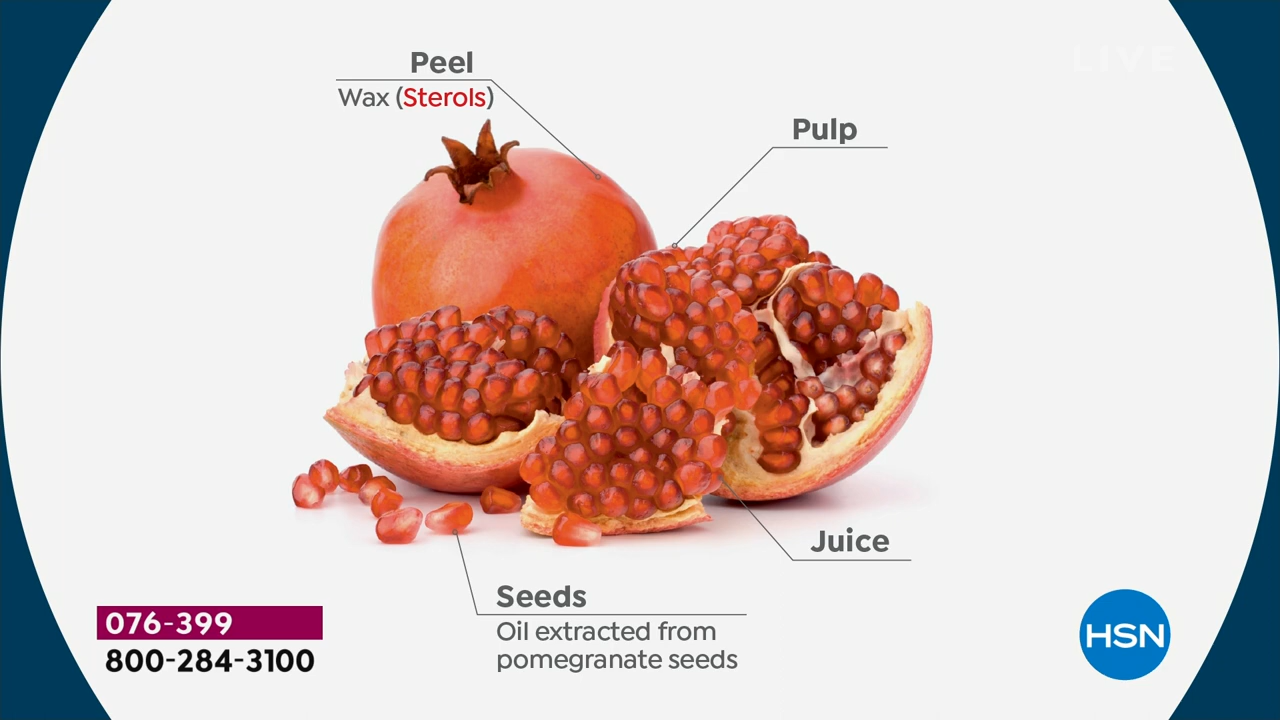 LIVE
Peel
Wax (Sterols)
Pulp
Juice
Seeds
Oil extracted from
pomegranate seeds
076-399
800-284-3100
HSN